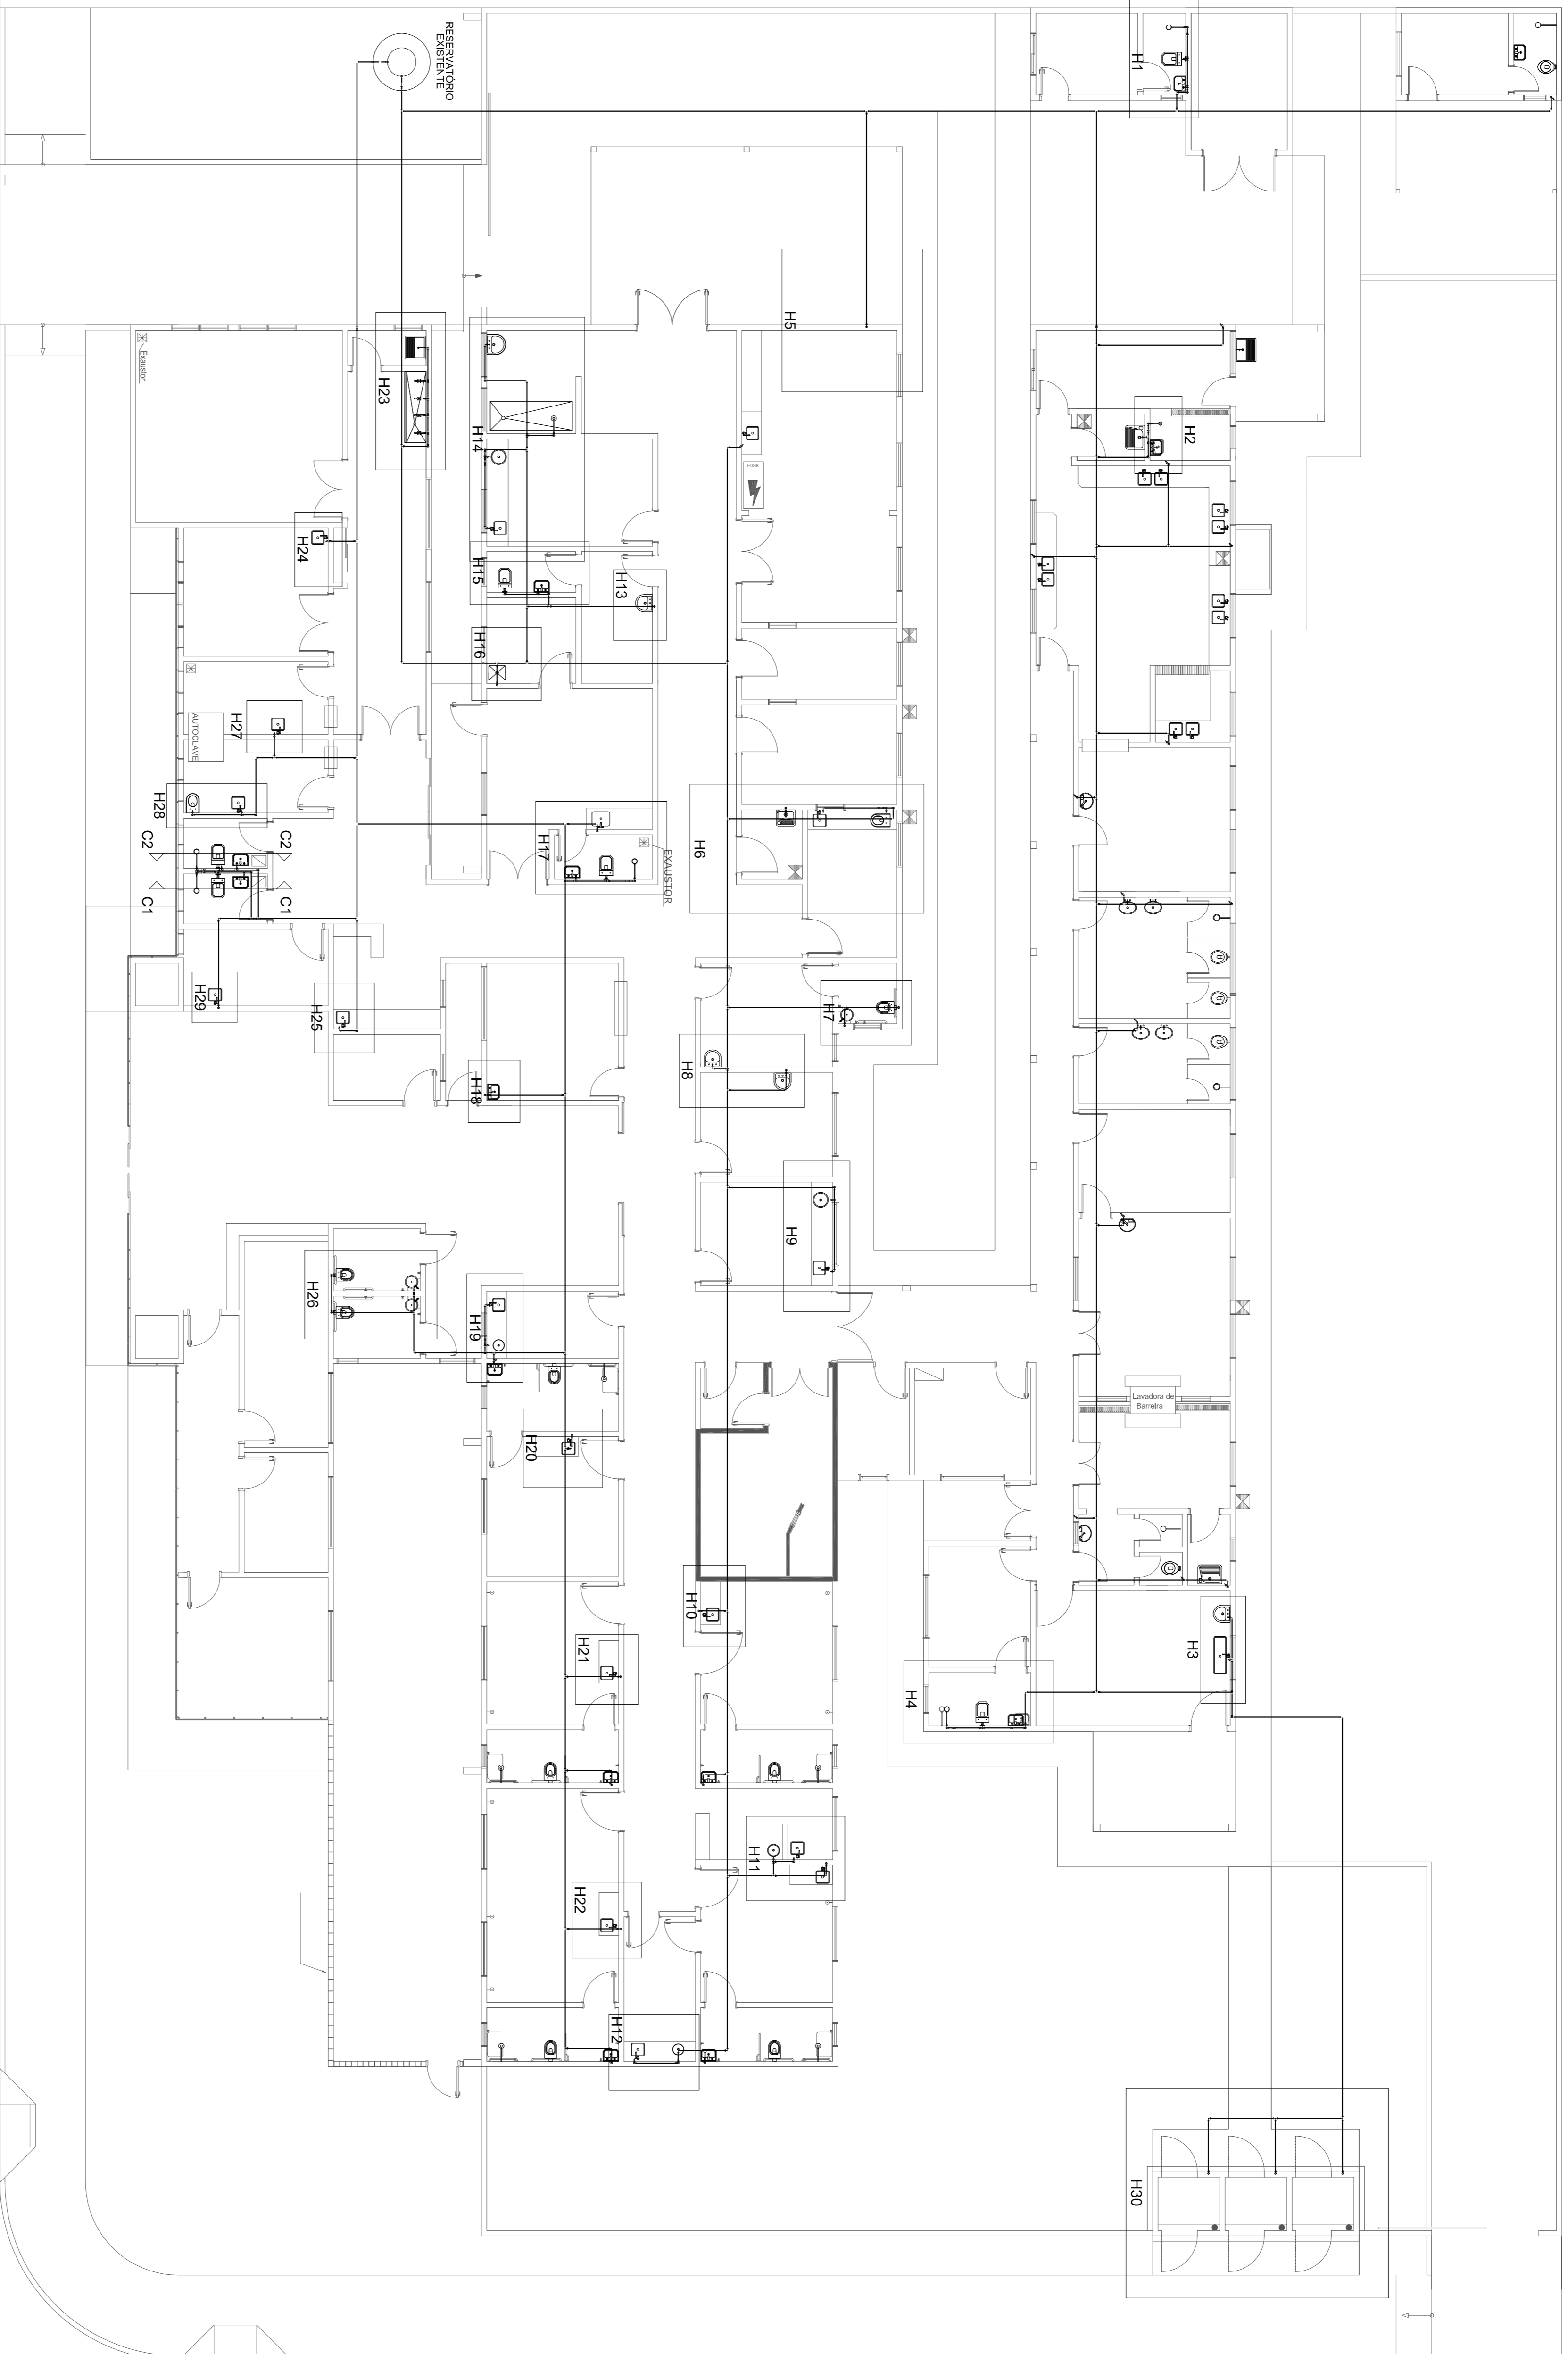 RESERVATÓRIO
EXISTENTE
H1
H5
Exaustor
H23
H14
H2
H24
H15
H13
H16
H27
AUTOCLAVE
H28
C2
C2
H17
EXAUSTOR
H6
C1
C1
H29
H25
H7
H8
H18
H9
H26
H19
Lavadora de
Barreira
H20
H10
H21
H3
H4
H11
H22
H12
H30